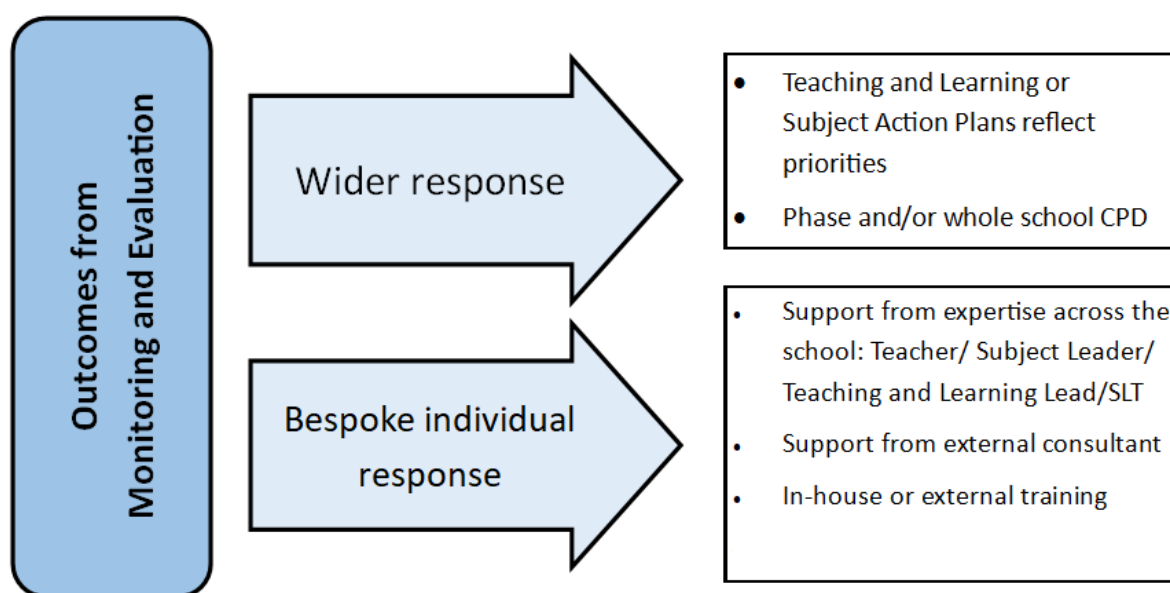 Outcomes from
Monitoring and Evaluation
Wider response
• Teaching and Learning or
Subject Action Plans reflect
priorities
• Phase and/or whole school CPD
Bespoke individual
response
• Support from expertise across the
school: Teacher/ Subject Leader/
Teaching and Learning Lead/SLT
• Support from external consultant
• In-house or external training